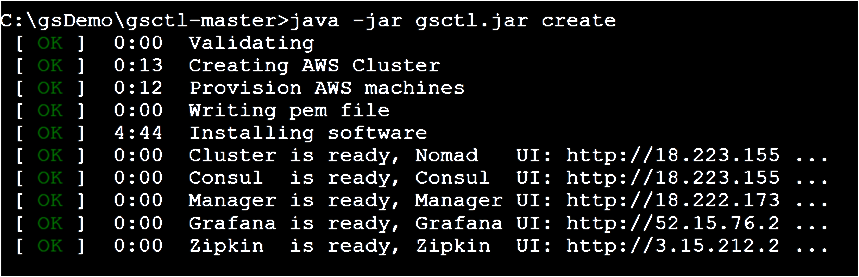 C:\gsDemo\gsctl-master>java -jar gsctl.jar create
[ OK ] 0:00 Validating
[ OK ] 0:13 Creating AWS Cluster
[ OK ] 0:12 Provision AWS machines
[ OK ] 0:00 Writing pem file
[ OK ] 4:44 Installing software
[ OK ] 0:00 Cluster is ready, Nomad   UI: http://18.223.155 ...
[ OK ] 0:00 Consul  is ready, Consul  UI: http://18.223.155 ...
[ OK ] 0:00 Manager is ready, Manager UI: http://18.222.173 ...
[ OK ] 0:00 Grafana is ready, Grafana UI: http://52.15.76.2 ...
[ OK ] 0:00 Zipkin  is ready, Zipkin  UI: http://3.15.212.2 ...